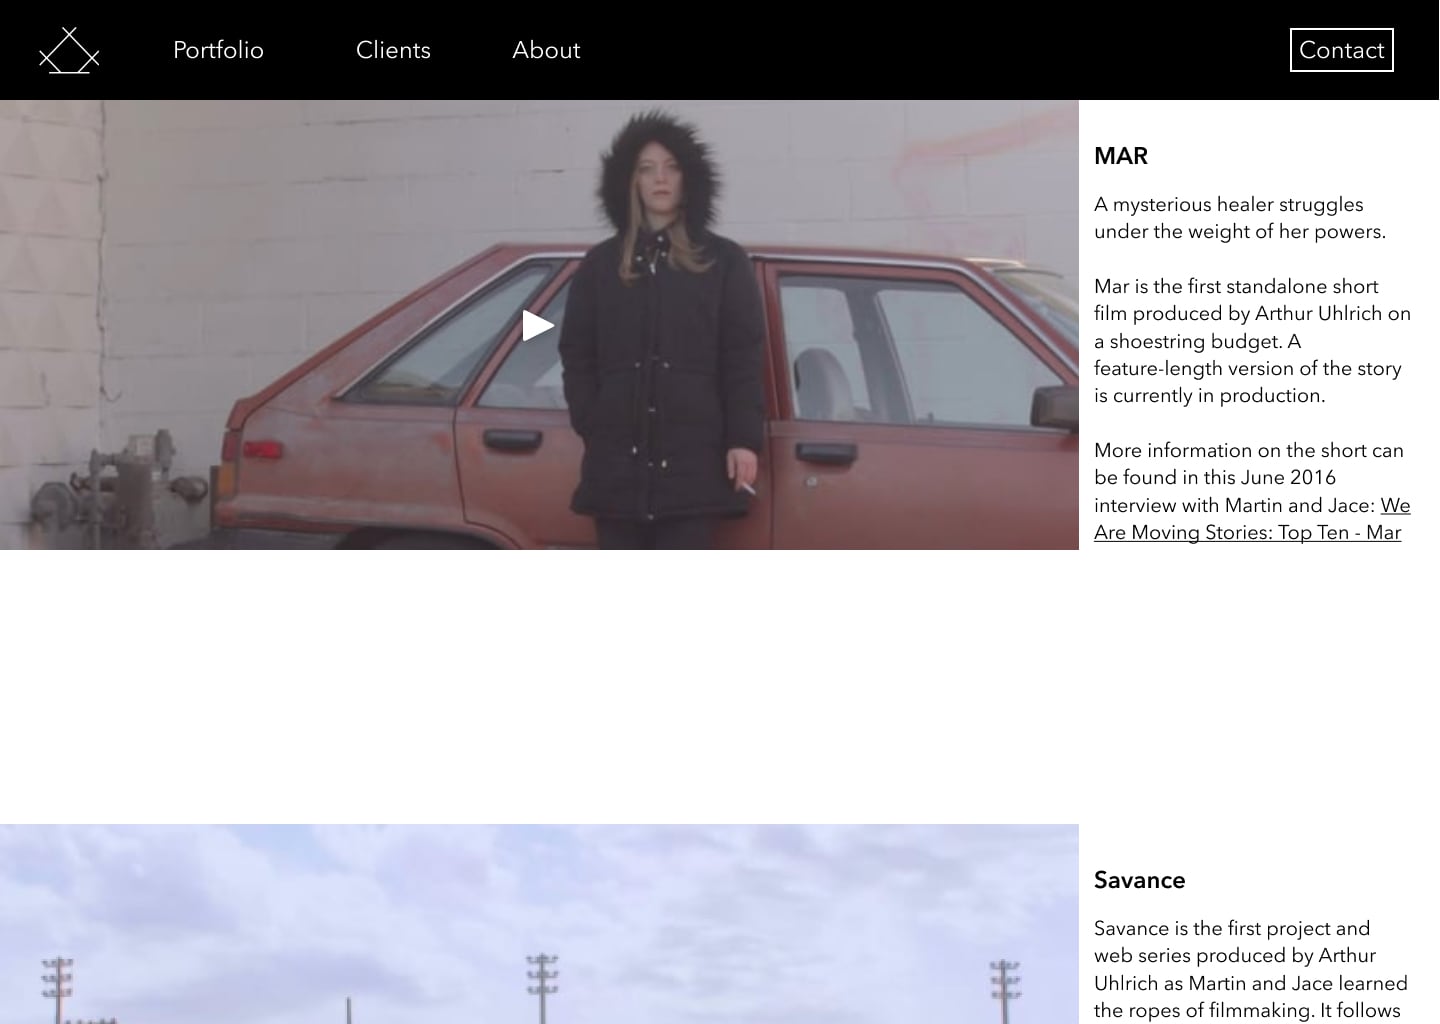 Portfolio
Clients
About
Contact
MAR
A mysterious healer struggles
under the weight of her powers.
Mar is the first standalone short
film produced by Arthur Uhlrich on
a shoestring budget. A
feature-length version of the story
is currently in production.
More information on the short can
be found in this June 2016
interview with Martin and Jace: We
Are Moving Stories: Top Ten - Mar
Savance
Savance is the first project and
web series produced by Arthur
Uhlrich as Martin and Jace learned
the ropes of filmmaking. It follows